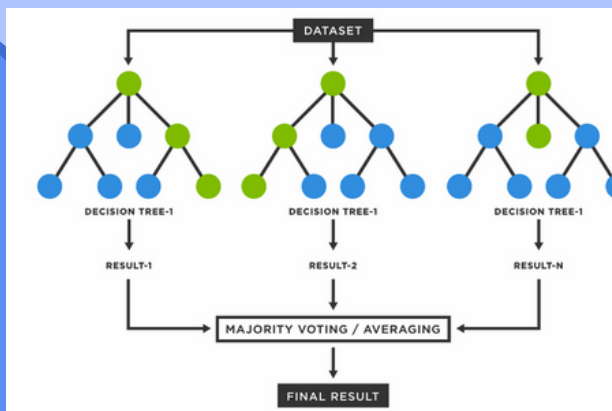 DATASET
DECISION TREE-1
DECISION TREE-1
DECISION TREE-1
RESULT-1
RESULT-2
RESULT-N
MAJORITY VOTING / AVERAGING
FINAL RESULT